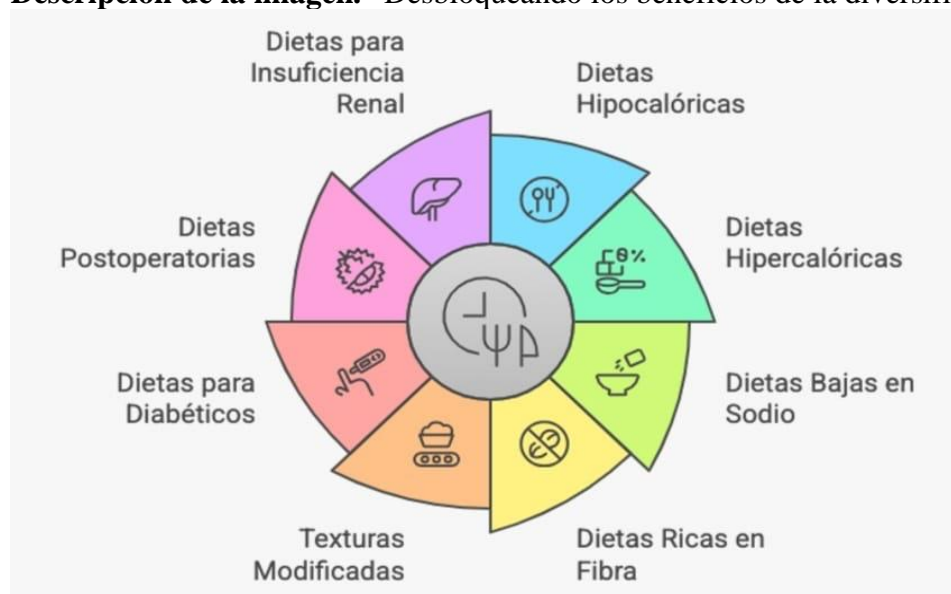 Descripción de la imagen.
Dietas para
Insuficiencia
Renal
Dietas
Hipocalóricas
Dietas
Postoperatorias
0%
Dietas
Hipercalóricas
Dietas para
Diabéticos
Dietas Bajas en
Sodio
Texturas
Modificadas
Dietas Ricas en
Fibra